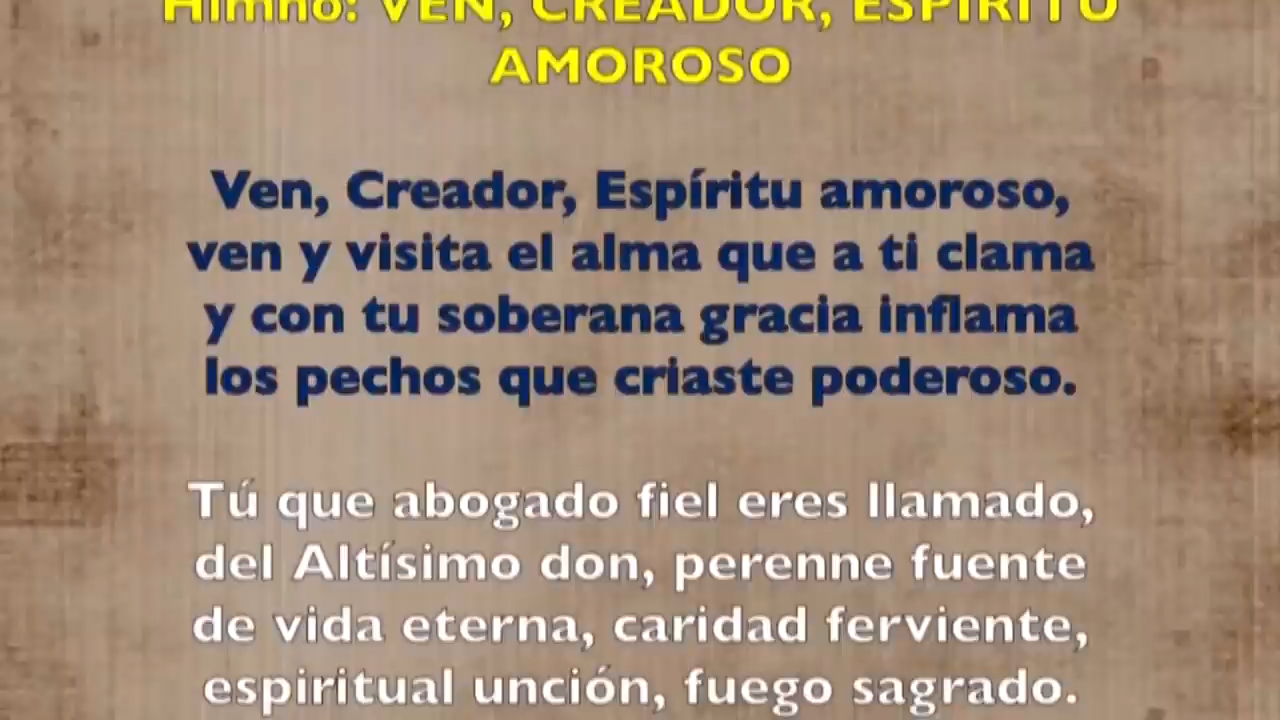 Himno: VEN, CREADOR, ESPÍRITU
AMOROSO
Ven, Creador, Espíritu amoroso,
ven y visita el alma que a ti clama
y con tu soberana gracia inflama
los pechos que criaste poderoso.
Tú que abogado fiel eres llamado,
del Altísimo don, perenne fuente
de vida eterna, caridad ferviente,
espiritual unción, fuego sagrado.